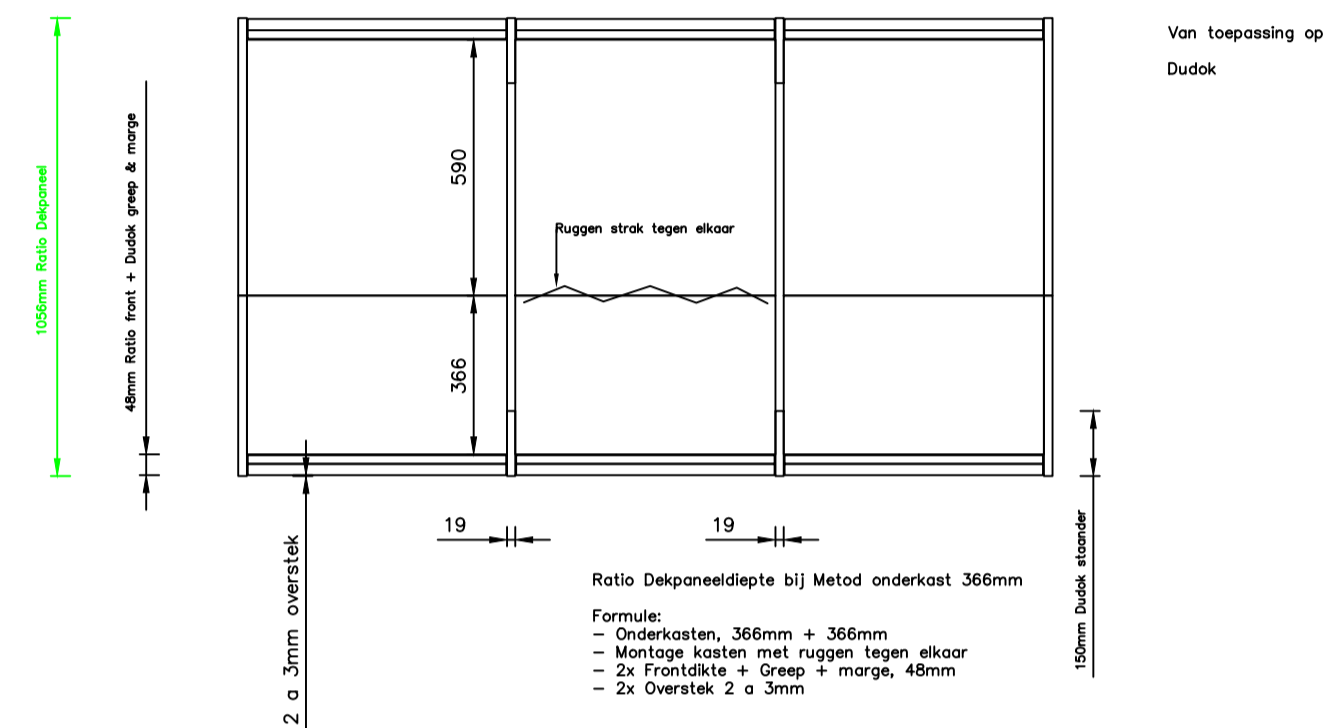 Van toepassing op
Dudok
1056mm Ratio Dekpaneel
48mm Ratio front + Dudok greep & marge
590
Ruggen strak tegen elkaar
366
19
19
2 a 3mm overstek
150mm Dudok staander
Ratio Dekpaneeldiepte bij Metod onderkast 366mm
Formule:
- Onderkasten, 366mm + 366mm
- Montage kasten met ruggen tegen elkaar
- 2x Frontdikte + Greep + marge, 48mm
- 2x Overstek 2 a 3mm